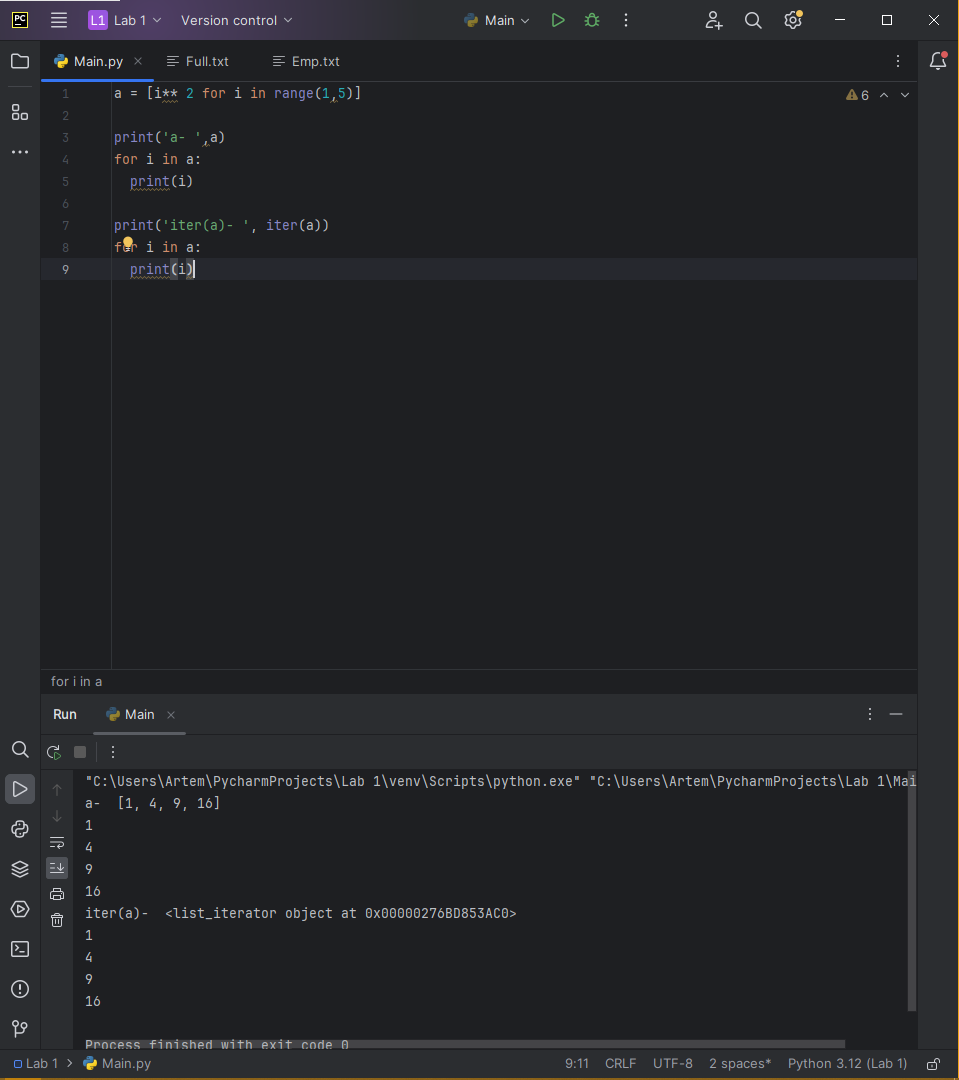 PC L1 Lab 1 Version control Main
Main.py Full.txt Emp.txt
1 a = [i** 2 for i in range(1,5)] 6
2
3 print('a- ',a)
4 for i in a:
5 print(i)
6
7 print('iter(a)- ', iter(a))
8 for i in a:
9 print(i)
for i in a
Run Main
"C:\Users\Artem\PycharmProjects\Lab 1\venv\Scripts\python.exe" "C:\Users\Artem\PycharmProjects\Lab 1\Mai
a-  [1, 4, 9, 16]
1
4
9
16
iter(a)-  <list_iterator object at 0x00000276BD853AC0>
1
4
9
16
Process finished with exit code 0
Lab 1 > Main.py 9:11 CRLF UTF-8 2 spaces* Python 3.12 (Lab 1)